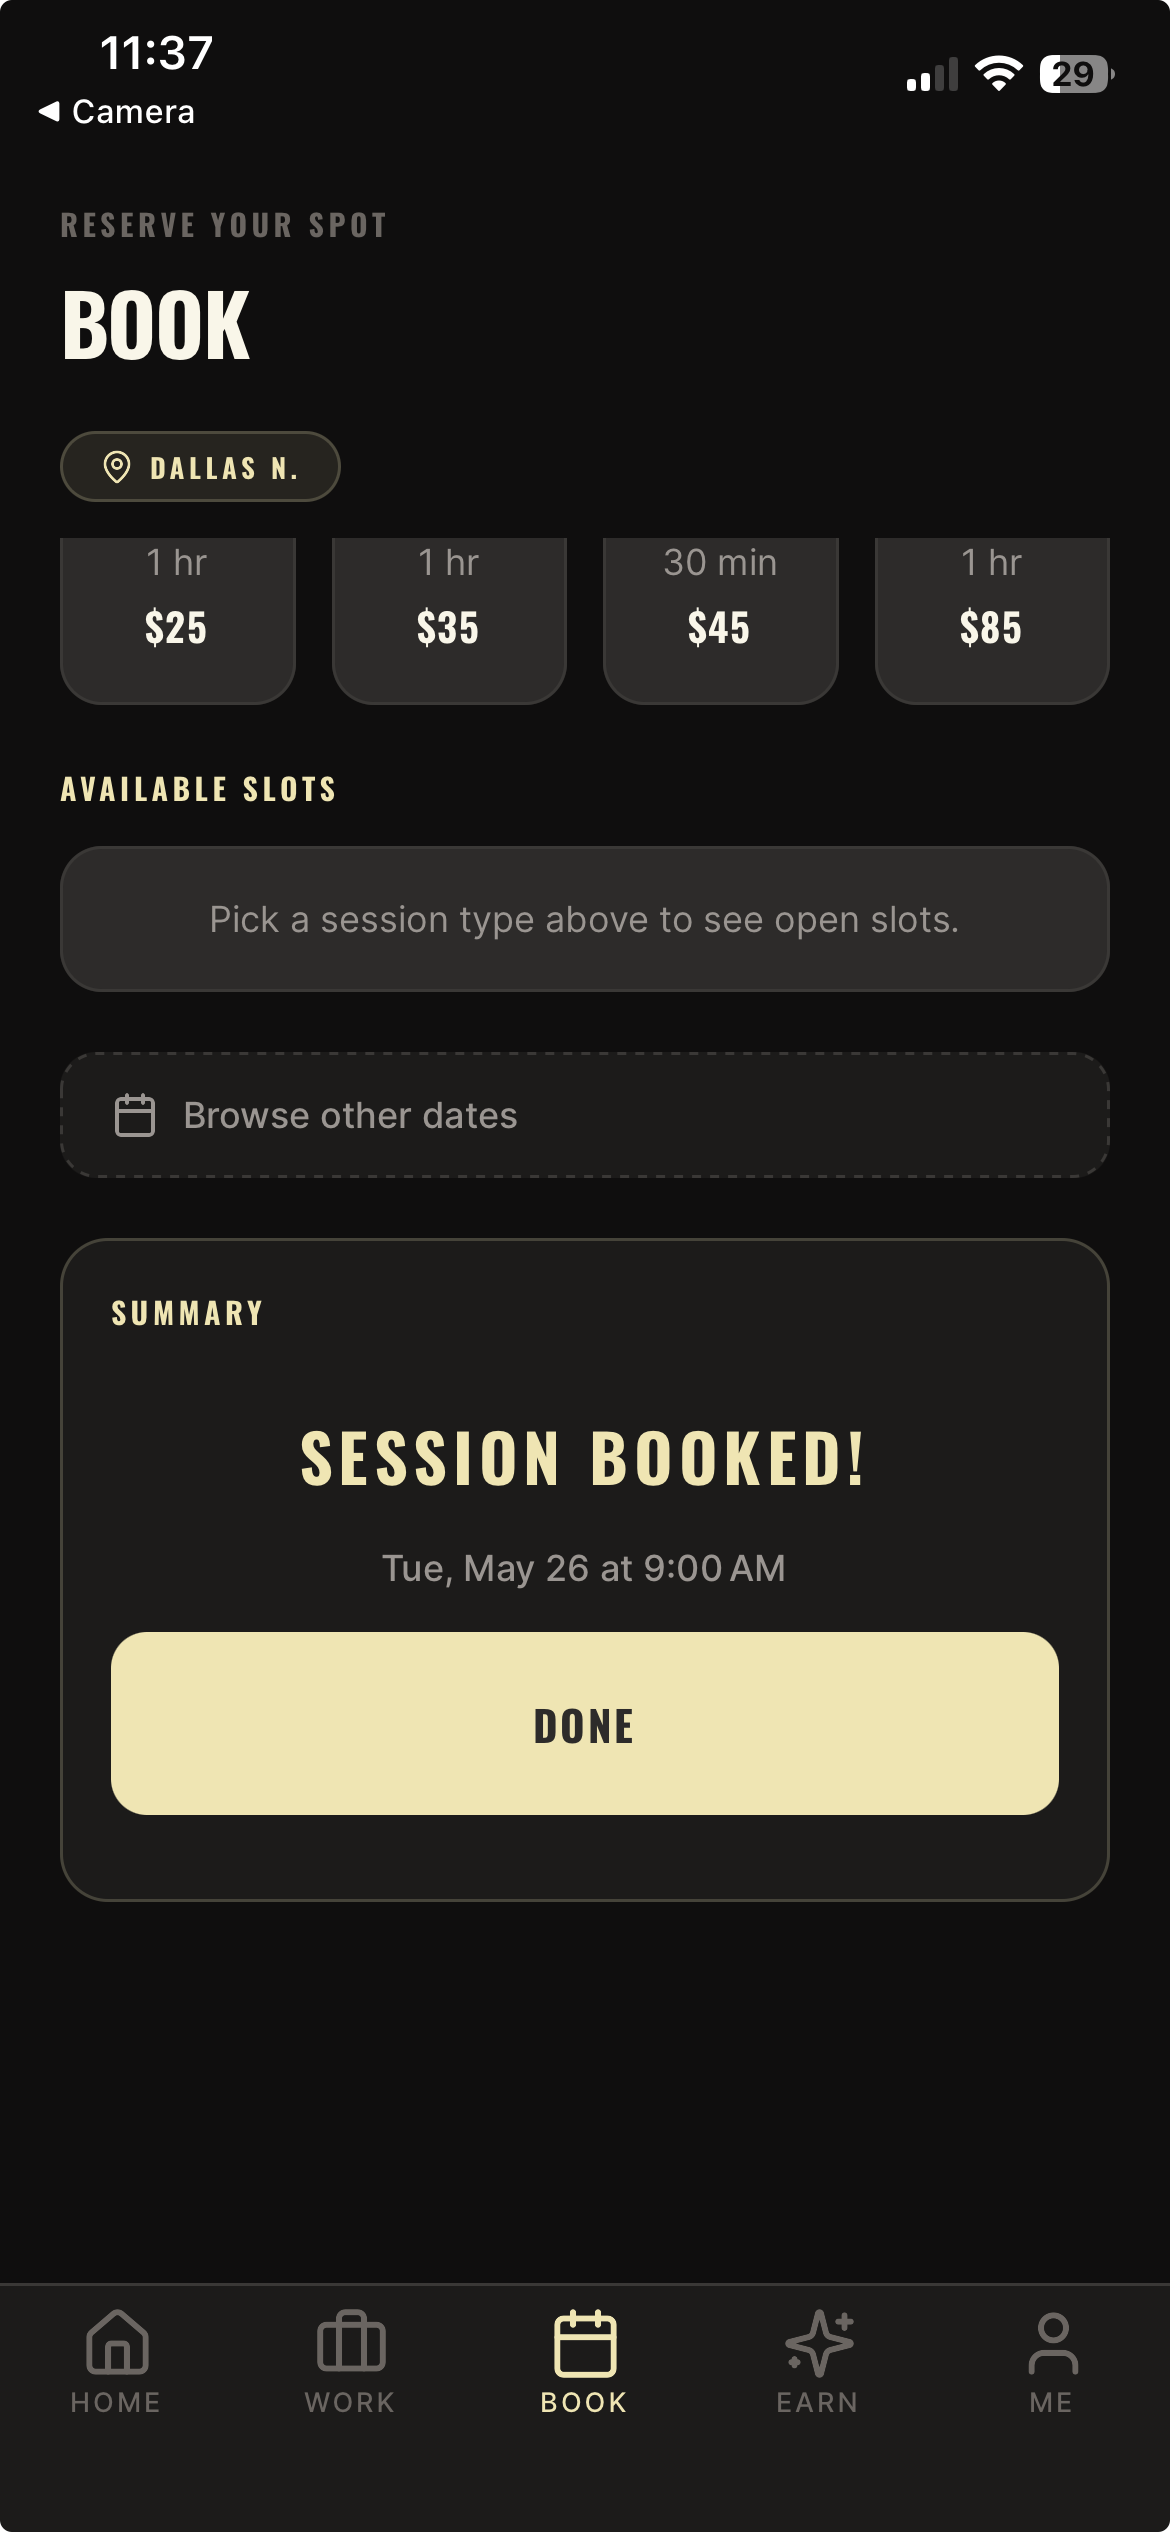 11:37
Camera
29
RESERVE YOUR SPOT
BOOK
DALLAS N.
1 hr 1 hr 30 min 1 hr
$25 $35 $45 $85
AVAILABLE SLOTS
Pick a session type above to see open slots.
Browse other dates
SUMMARY
SESSION BOOKED!
Tue, May 26 at 9:00 AM
DONE
HOME WORK BOOK EARN ME